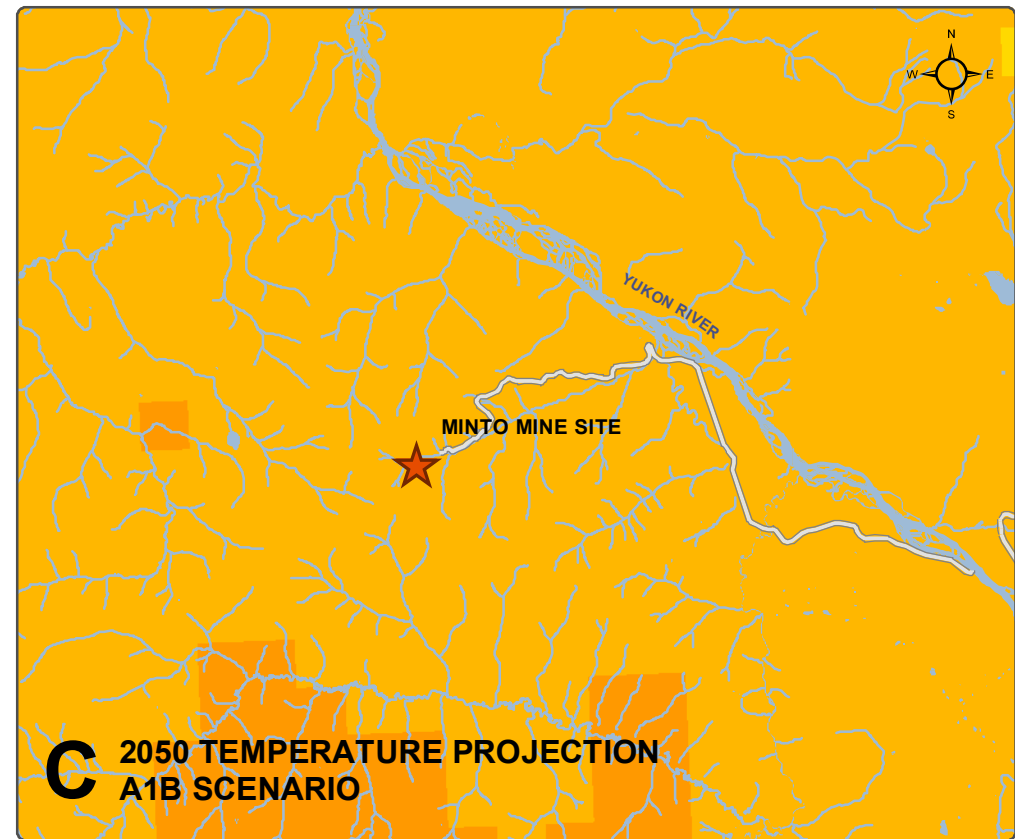 N
W E
S
YUKON RIVER
MINTO MINE SITE
C 2050 TEMPERATURE PROJECTION
A1B SCENARIO